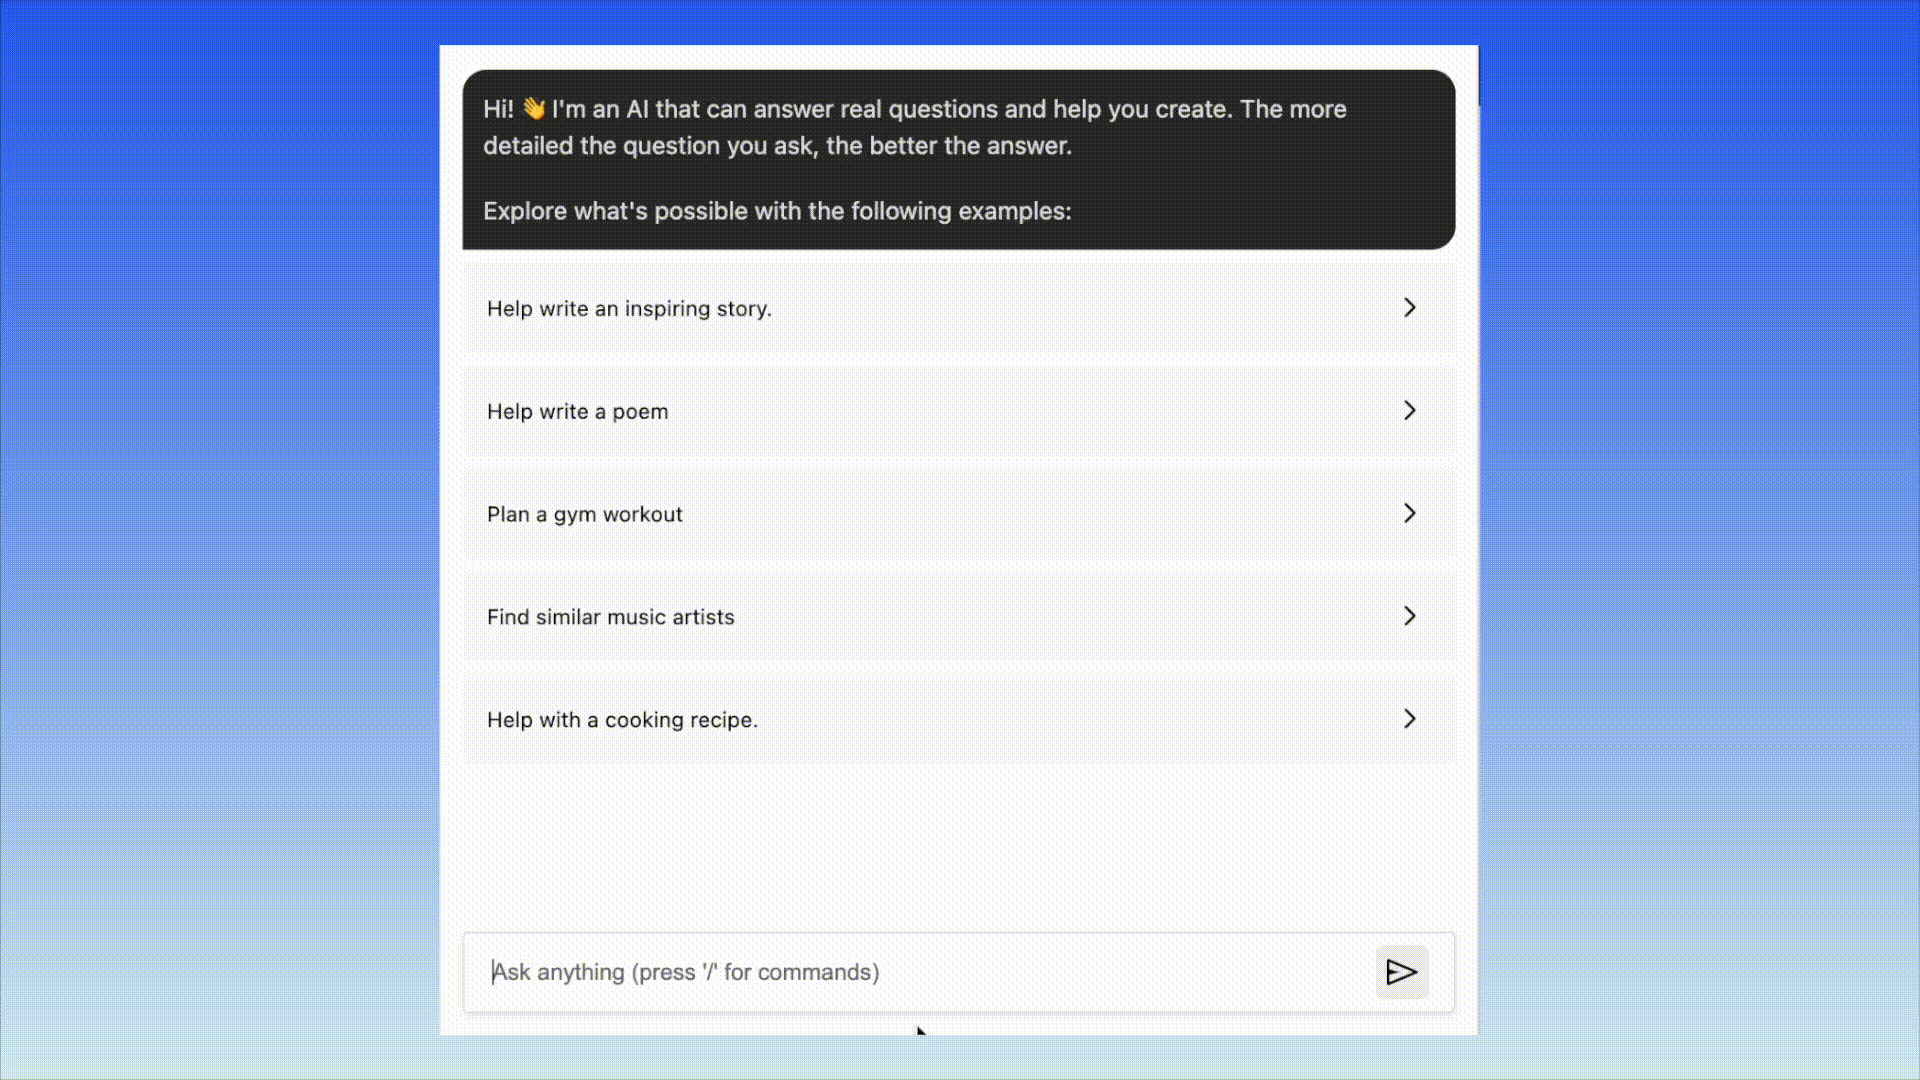 Hi! 👋 I'm an AI that can answer real questions and help you create. The more
detailed the question you ask, the better the answer.
Explore what's possible with the following examples:
Help write an inspiring story.
Help write a poem
Plan a gym workout
Find similar music artists
Help with a cooking recipe.
Ask anything (press '/' for commands)